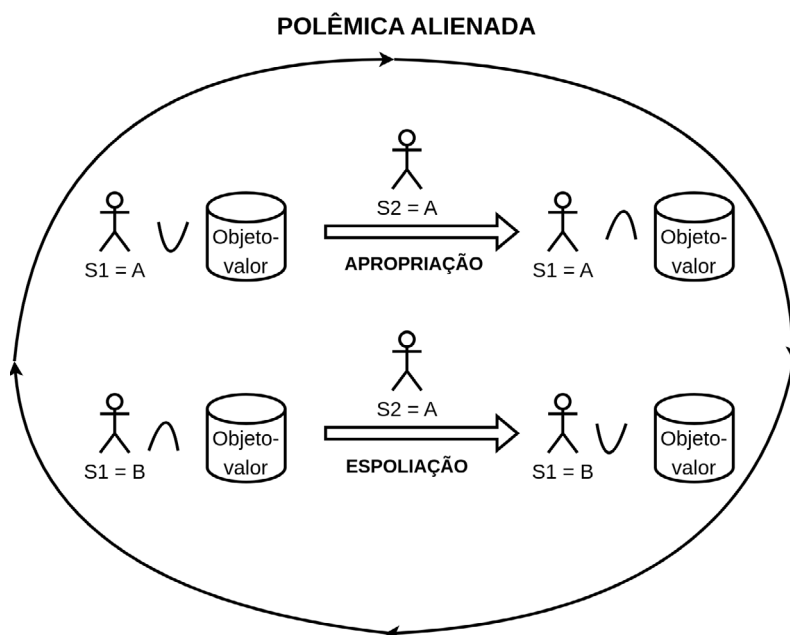 POLÊMICA ALIENADA
S2 = A
S1 = A
Objeto-
valor
APROPRIAÇÃO
S1 = A
Objeto-
valor
S2 = A
S1 = B
Objeto-
valor
ESPOLIAÇÃO
S1 = B
Objeto-
valor